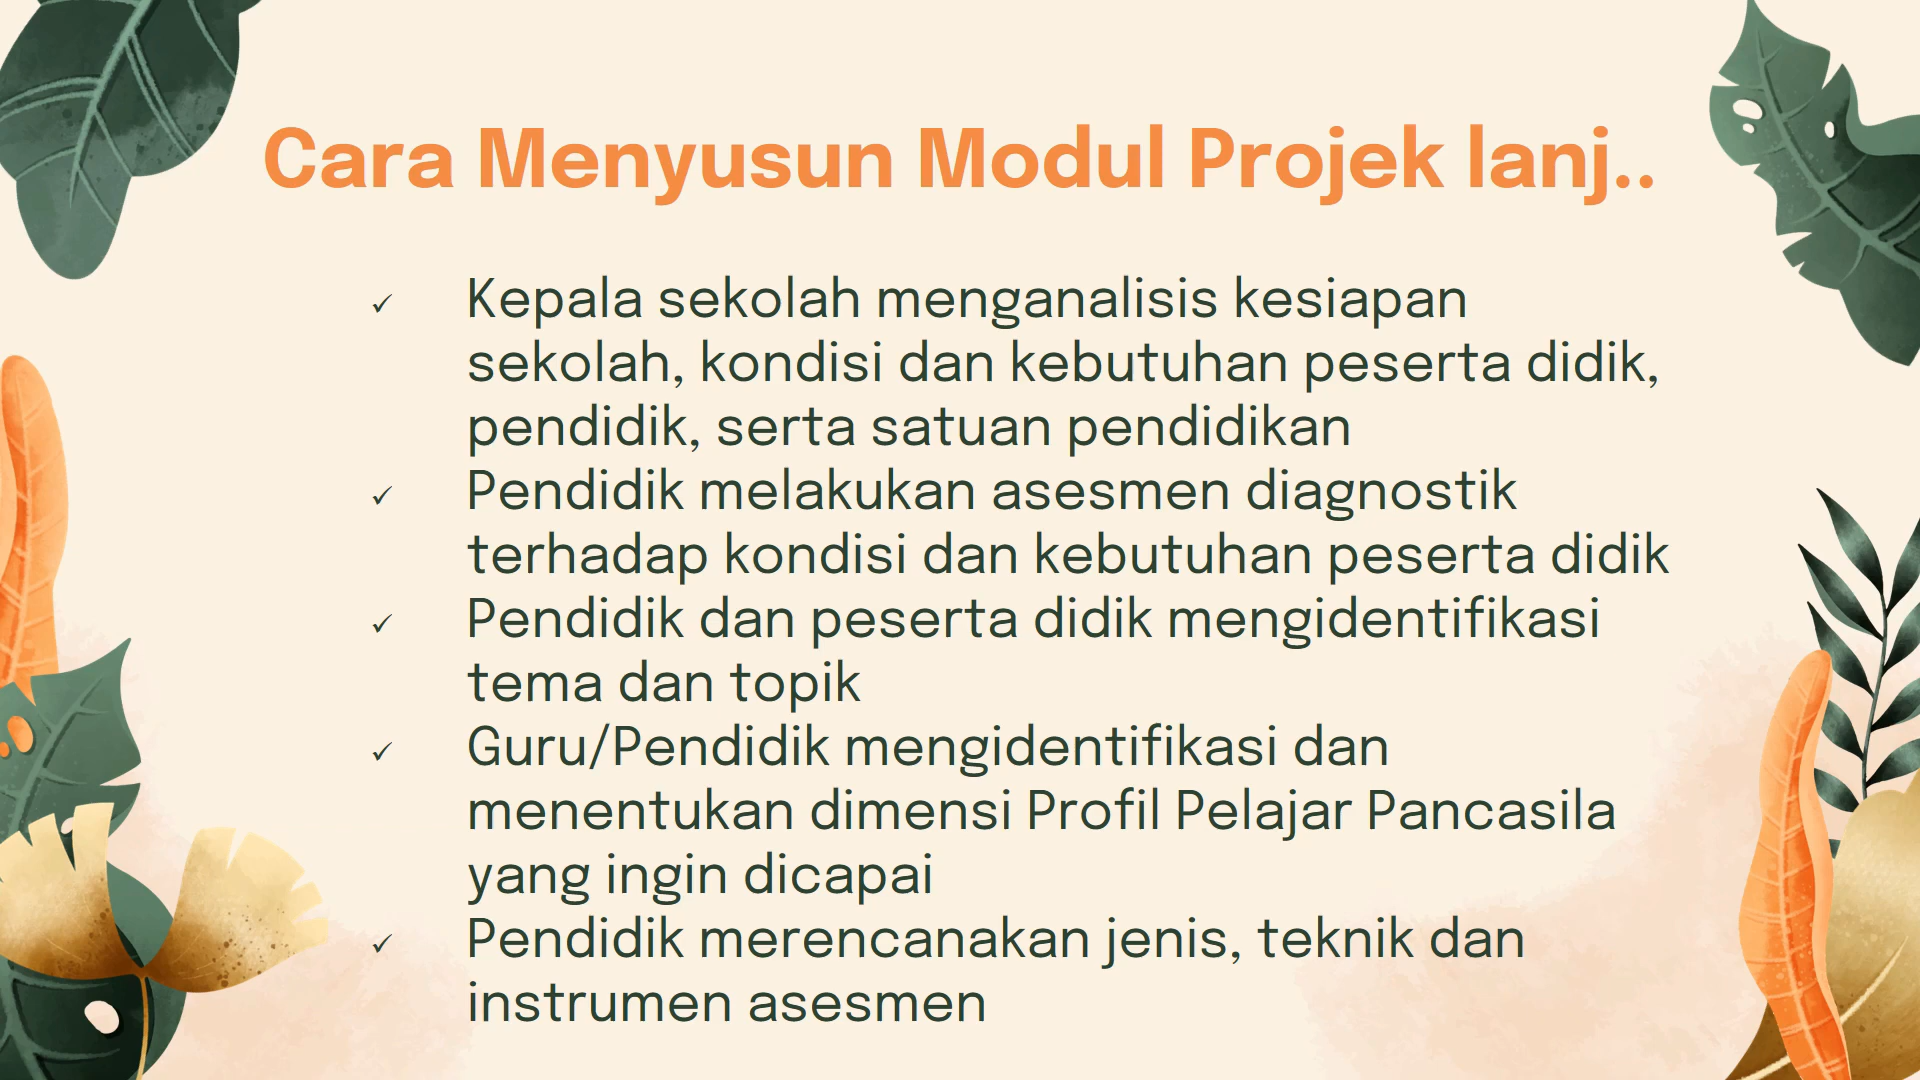 Cara Menyusun Modul Projek lanj..
✓ Kepala sekolah menganalisis kesiapan
sekolah, kondisi dan kebutuhan peserta didik,
pendidik, serta satuan pendidikan
✓ Pendidik melakukan asesmen diagnostik
terhadap kondisi dan kebutuhan peserta didik
✓ Pendidik dan peserta didik mengidentifikasi
tema dan topik
✓ Guru/Pendidik mengidentifikasi dan
menentukan dimensi Profil Pelajar Pancasila
yang ingin dicapai
✓ Pendidik merencanakan jenis, teknik dan
instrumen asesmen